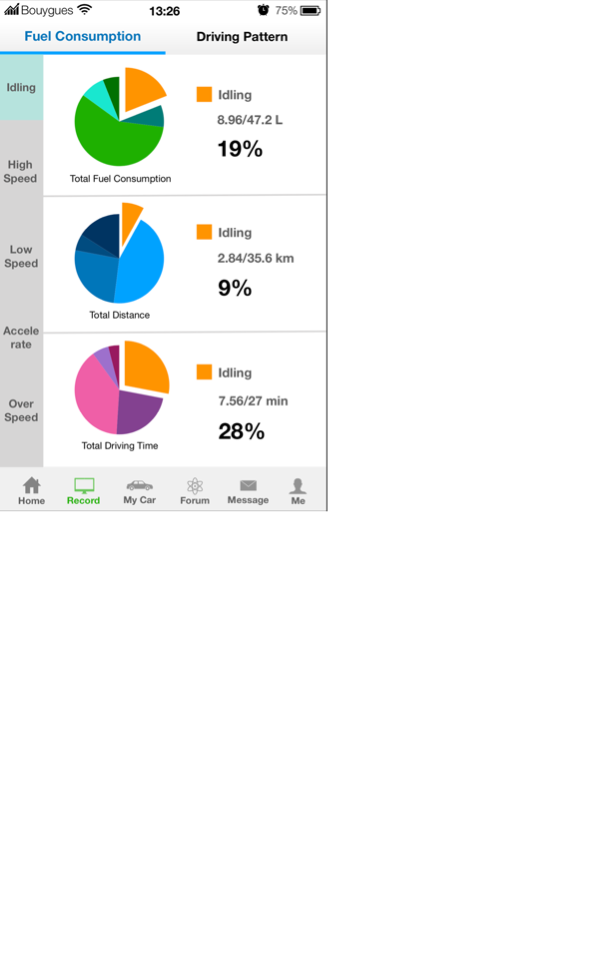 Bouygues 13:26 75%
Fuel Consumption Driving Pattern
Idling
High
Speed
Low
Speed
Accele
rate
Over
Speed
Idling
8.96/47.2 L
19%
Total Fuel Consumption
Idling
2.84/35.6 km
9%
Total Distance
Idling
7.56/27 min
28%
Total Driving Time
Home Record My Car Forum Message Me